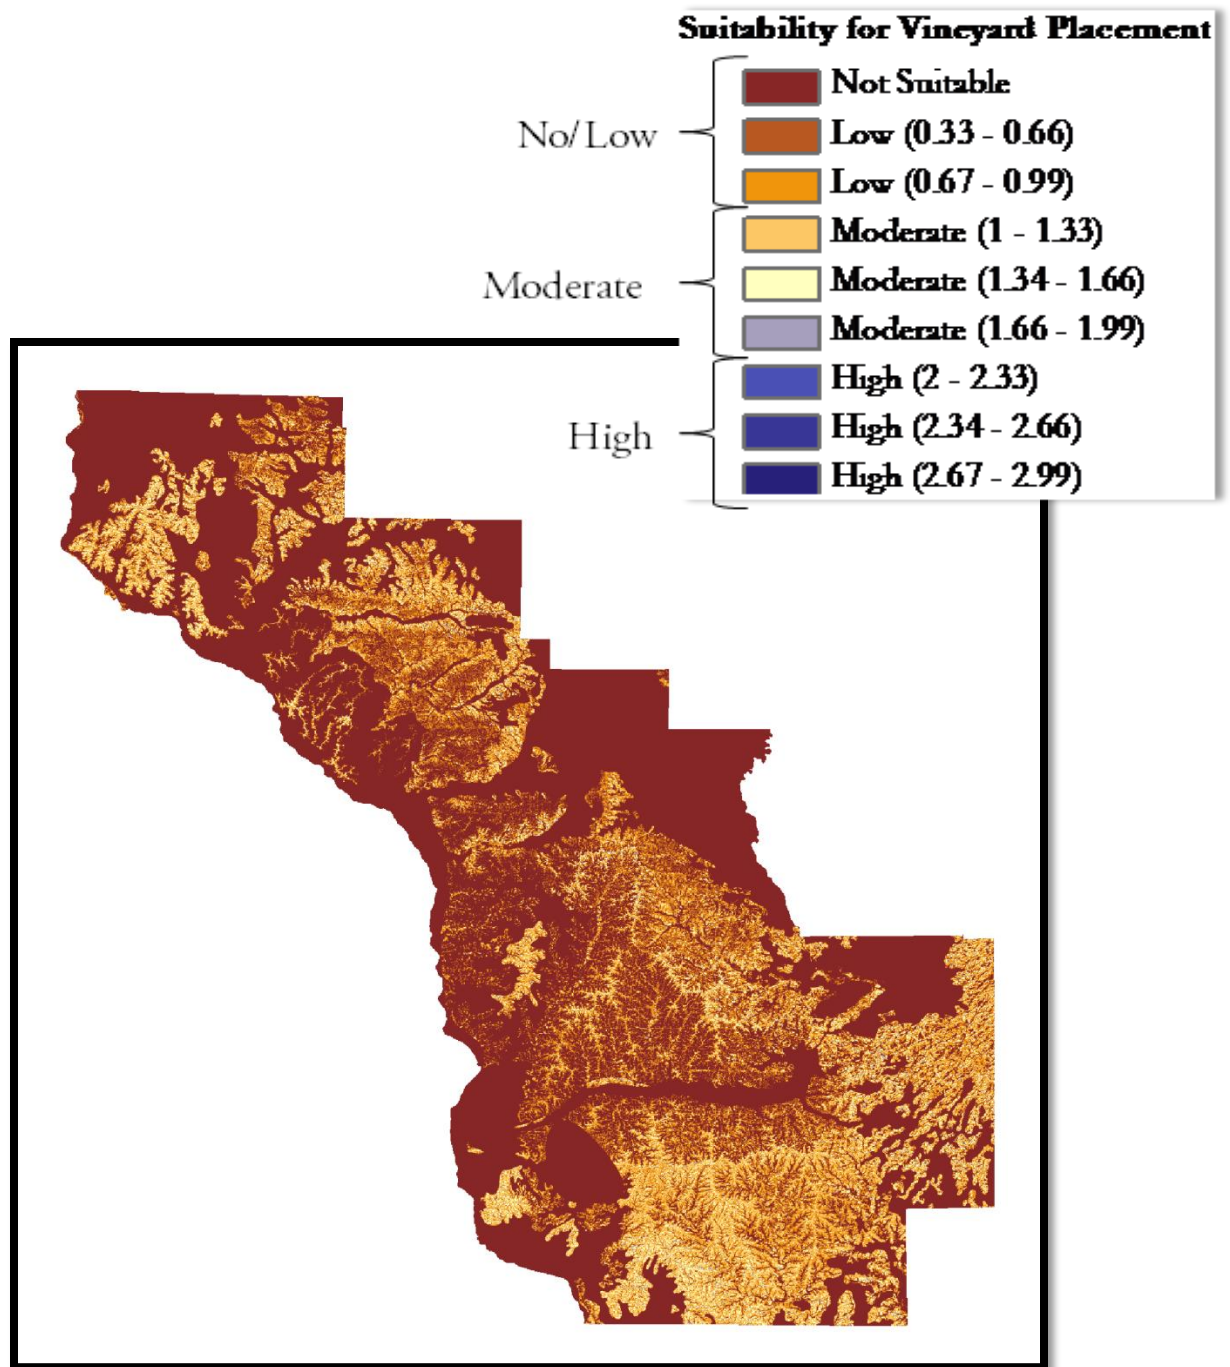 Suitability for Vineyard Placement
Not Suitable
No/Low
Low (0.33 - 0.66)
Low (0.67 - 0.99)
Moderate (1 - 1.33)
Moderate
Moderate (1.34 - 1.66)
Moderate (1.66 - 1.99)
High (2 - 2.33)
High
High (2.34 - 2.66)
High (2.67 - 2.99)